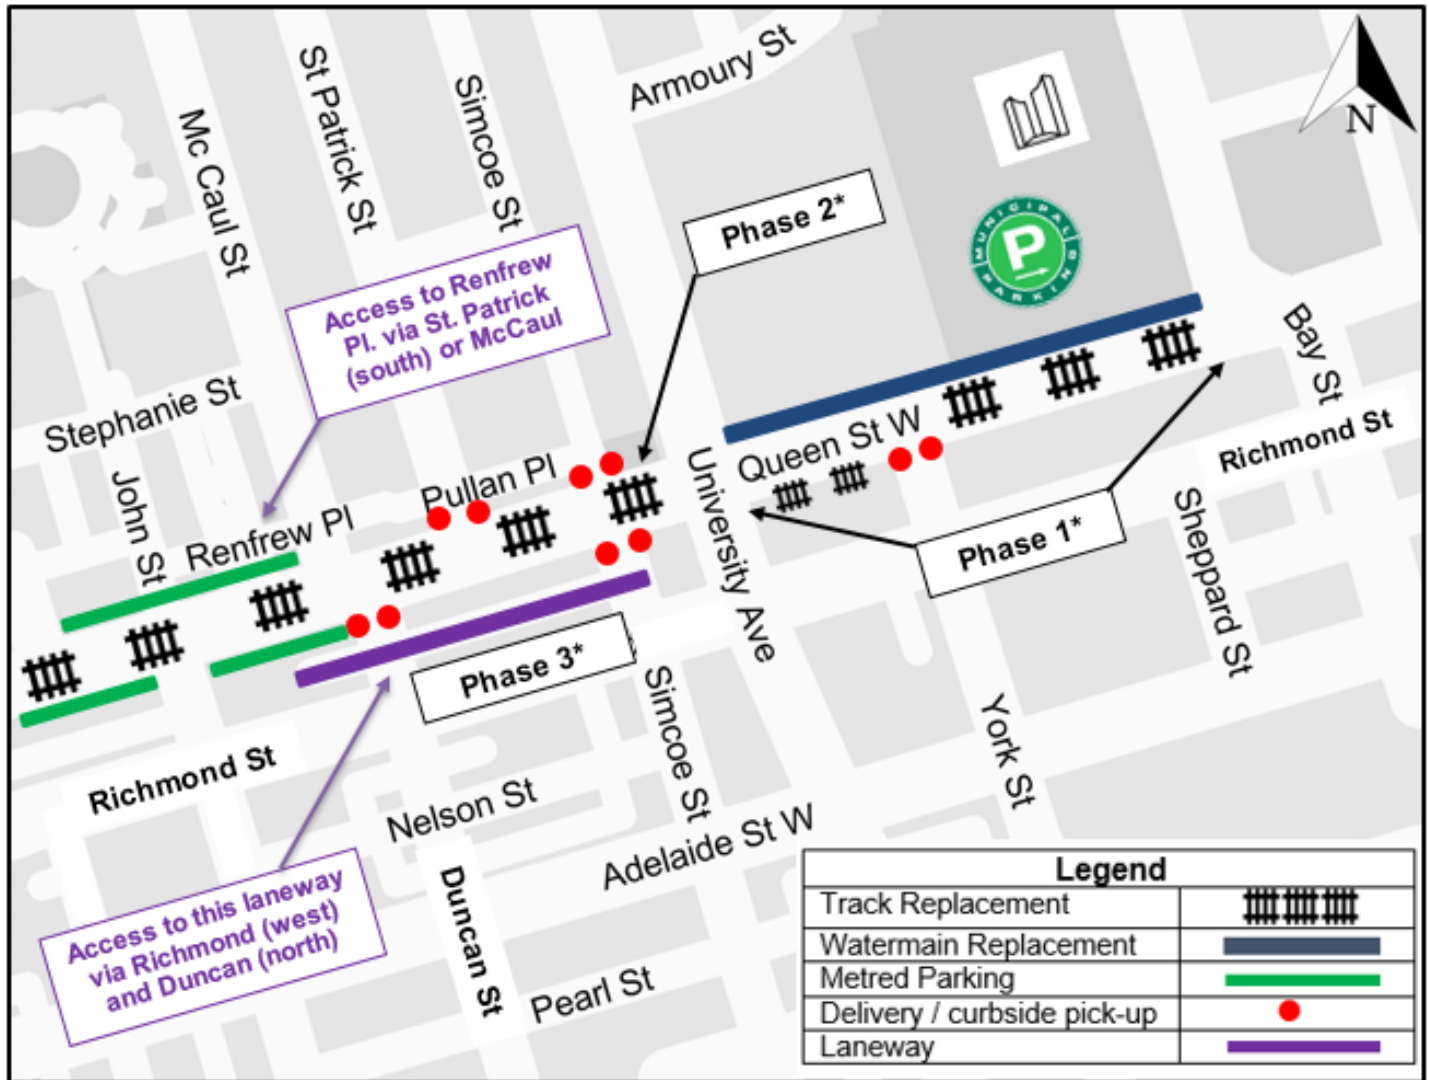 Armoury St
St Patrick St
Simcoe St
Mc Caul St
N
MUNICIPAL
P
PARKING
Phase 2*
Access to Renfrew
Pl. via St. Patrick
(south) or McCaul
Bay St
Stephanie St
Richmond St
Queen St W
Pullan Pl
University Ave
John St
Renfrew Pl
Phase 1*
Sheppard St
Phase 3*
Simcoe St
York St
Richmond St
Nelson St
Adelaide St W
Duncan St
Access to this laneway
via Richmond (west)
and Duncan (north)
Pearl St
Legend
Track Replacement
Watermain Replacement
Metred Parking
Delivery / curbside pick-up
Laneway